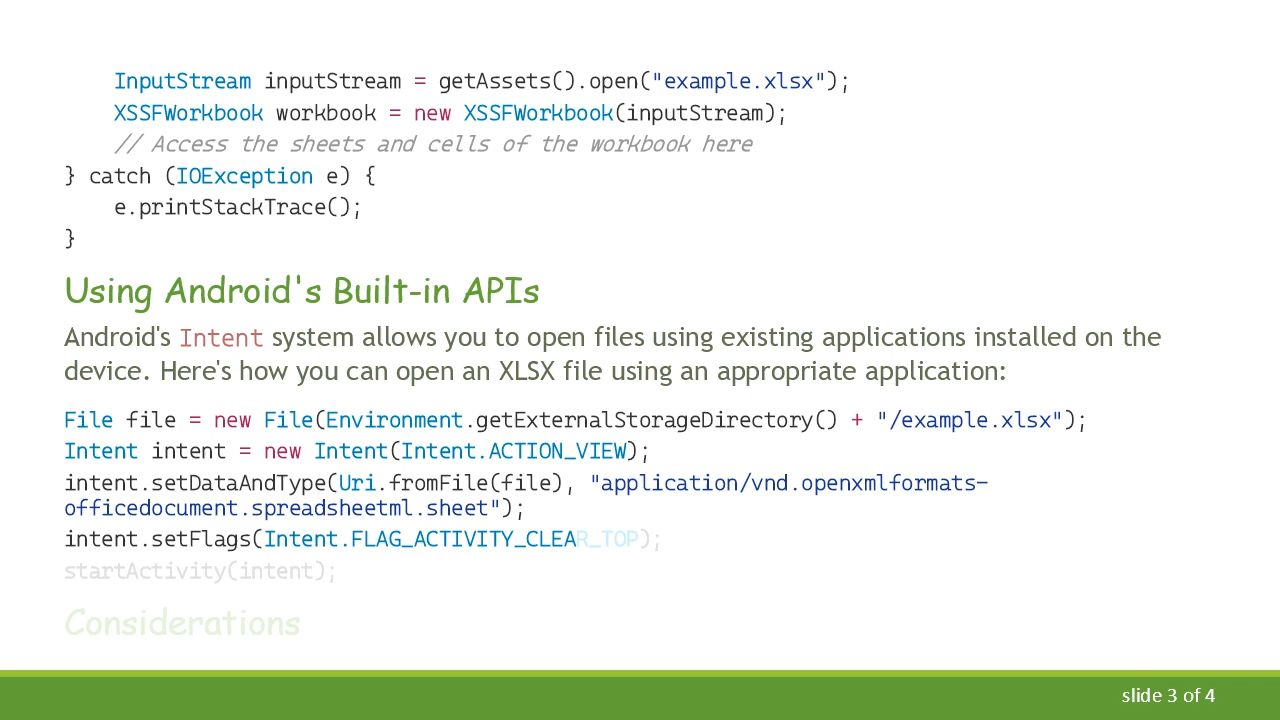 InputStream inputStream = getAssets().open("example.xlsx");
XSSFWorkbook workbook = new XSSFWorkbook(inputStream);
// Access the sheets and cells of the workbook here
} catch (IOException e) {
e.printStackTrace();
}
Using Android's Built-in APIs
Android's Intent system allows you to open files using existing applications installed on the
device. Here's how you can open an XLSX file using an appropriate application:
File file = new File(Environment.getExternalStorageDirectory() + "/example.xlsx");
Intent intent = new Intent(Intent.ACTION_VIEW);
intent.setDataAndType(Uri.fromFile(file), "application/vnd.openxmlformats-
officedocument.spreadsheetml.sheet");
intent.setFlags(Intent.FLAG_ACTIVITY_CLEAR_TOP);
startActivity(intent);
Considerations
slide 3 of 4